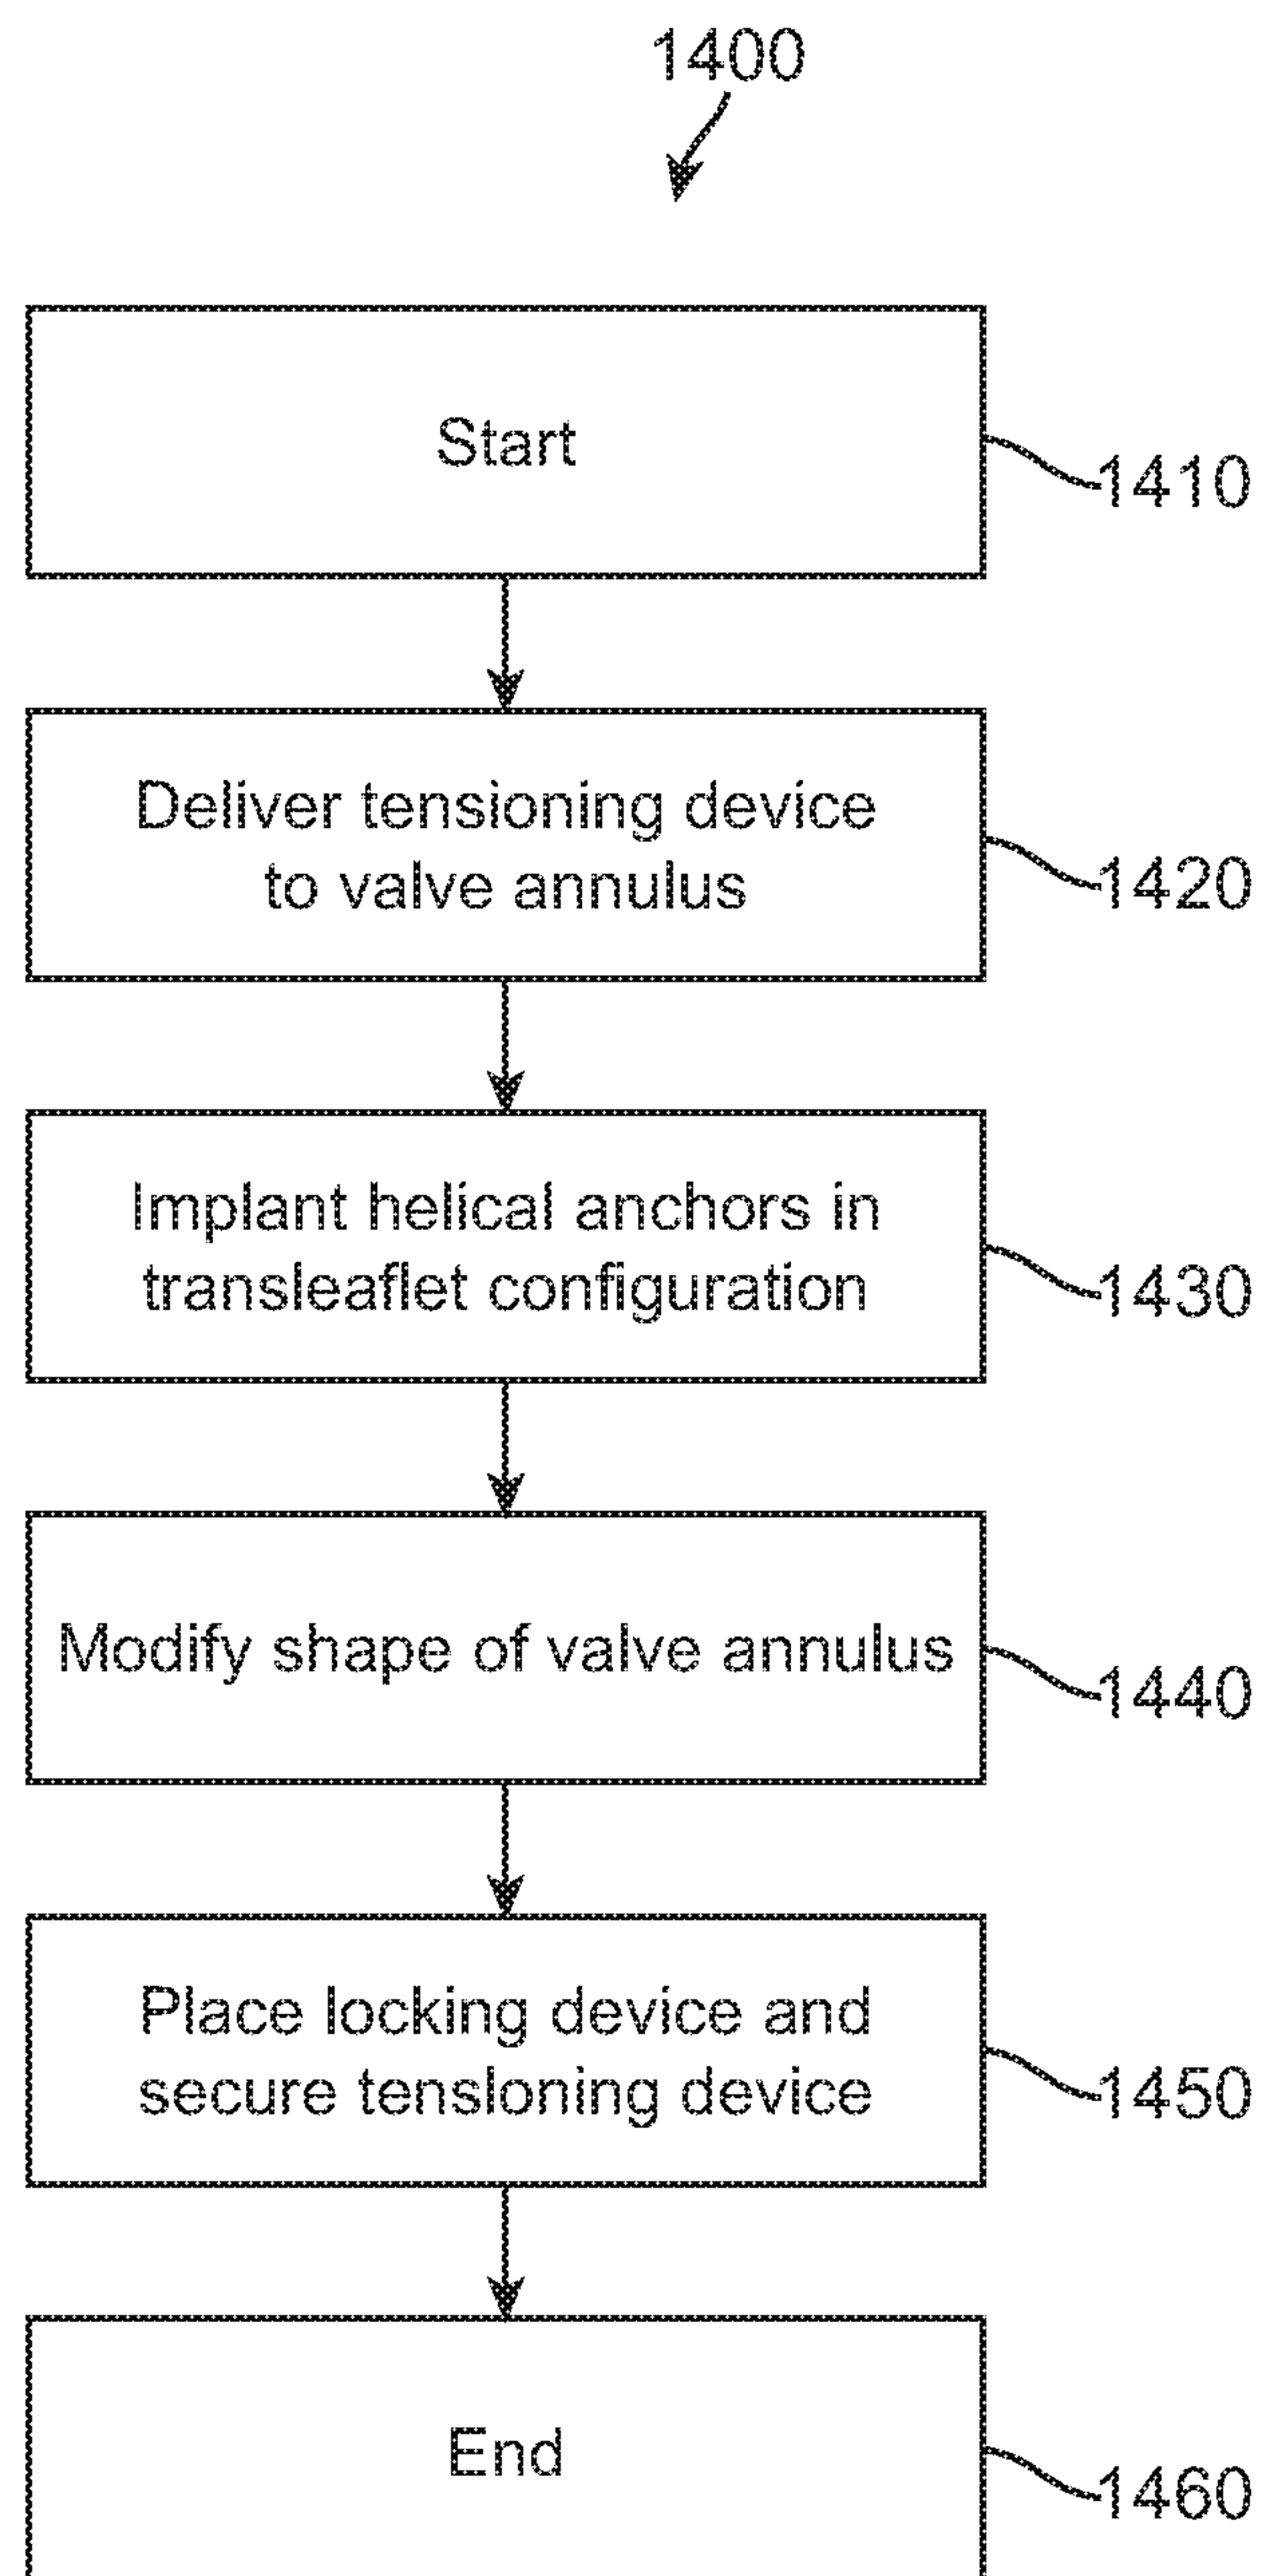 1400
Start
1410
Deliver tensioning device
to valve annulus
1420
Implant helical anchors in
transleaflet configuration
1430
Modify shape of valve annulus
1440
Place locking device and
secure tensloning device
1450
End
1460